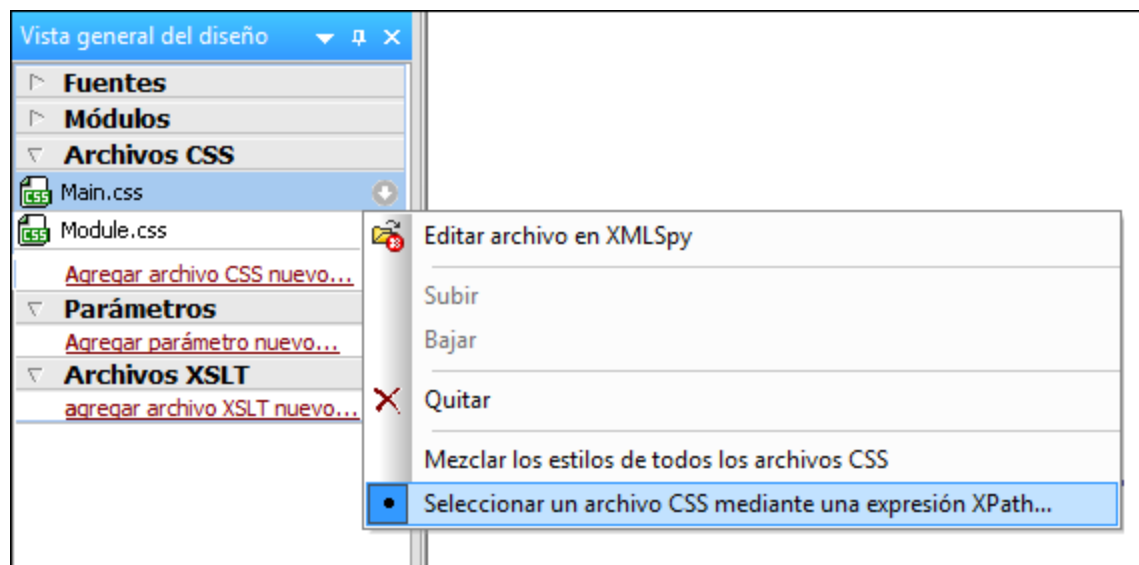 Vista general del diseño
Fuentes
Módulos
Archivos CSS
Main.css
Module.css
Agregar archivo CSS nuevo...
Parámetros
Agregar parámetro nuevo...
Archivos XSLT
agregar archivo XSLT nuevo...
Editar archivo en XMLSpy
Subir
Bajar
Quitar
Mezclar los estilos de todos los archivos CSS
Seleccionar un archivo CSS mediante una expresión XPath...